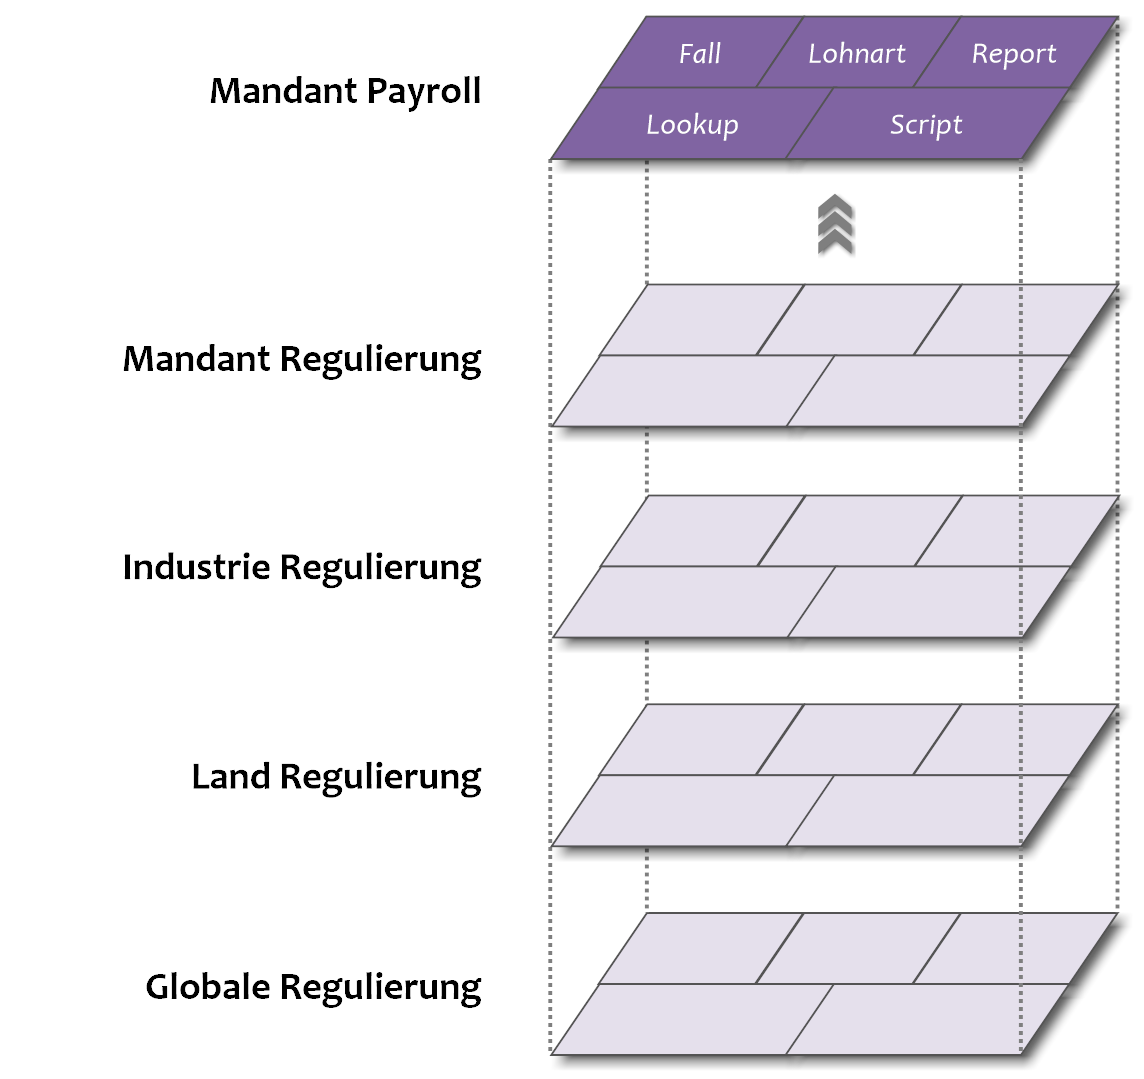 Mandant Payroll
Fall Lohnart Report
Lookup Script
Mandant Regulierung
Industrie Regulierung
Land Regulierung
Globale Regulierung